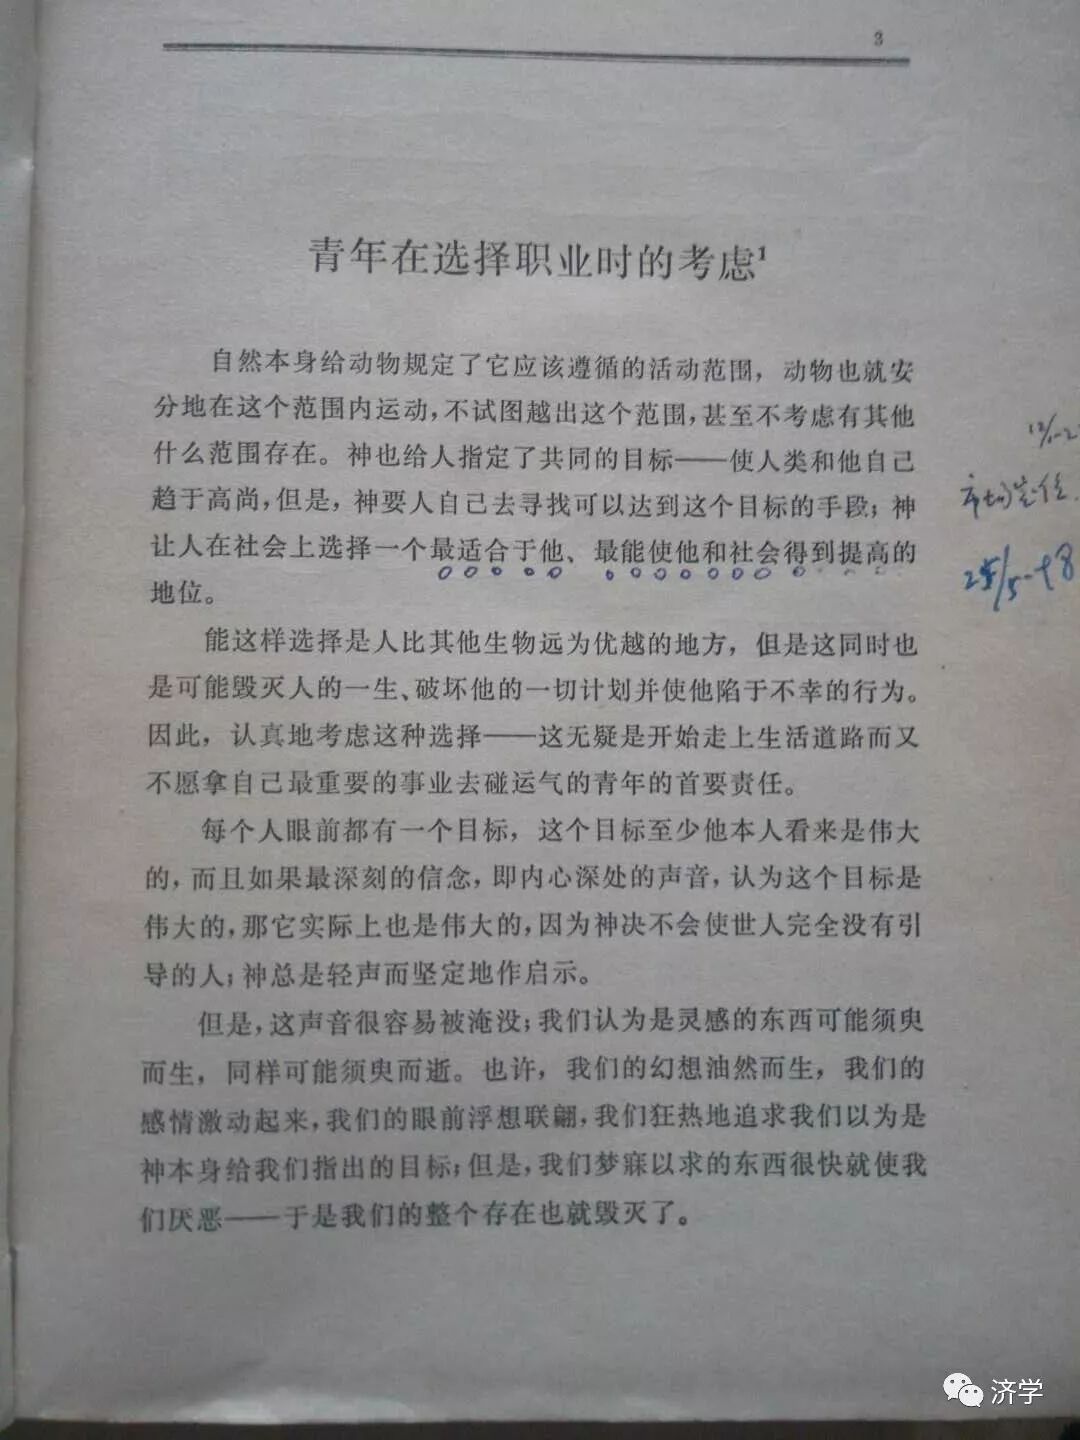 3
青年在选择职业时的考虑¹
自然本身给动物规定了它应该遵循的活动范围，动物也就安
分地在这个范围内运动，不试图越出这个范围，甚至不考虑有其他
什么范围存在。神也给人指定了共同的目标——使人类和他自己
趋于高尚，但是，神要人自己去寻找可以达到这个目标的手段；神
让人在社会上选择一个最适合于他、最能使他和社会得到提高的
地位。
能这样选择是人比其他生物远为优越的地方，但是这同时也
是可能毁灭人的一生、破坏他的一切计划并使他陷于不幸的行为。
因此，认真地考虑这种选择——这无疑是开始走上生活道路而又
不愿拿自己最重要的事业去碰运气的青年的首要责任。
每个人眼前都有一个目标，这个目标至少他本人看来是伟大
的，而且如果最深刻的信念，即内心深处的声音，认为这个目标是
伟大的，那它实际上也是伟大的，因为神决不会使世人完全没有引
导的人；神总是轻声而坚定地作启示。
但是，这声音很容易被淹没；我们认为是灵感的东西可能须臾
而生，同样可能须臾而逝。也许，我们的幻想油然而生，我们的
感情激动起来，我们的眼前浮想联翩，我们狂热地追求我们以为是
神本身给我们指出的目标；但是，我们梦寐以求的东西很快就使我
们厌恶——于是我们的整个存在也就毁灭了。
市场定位
济学